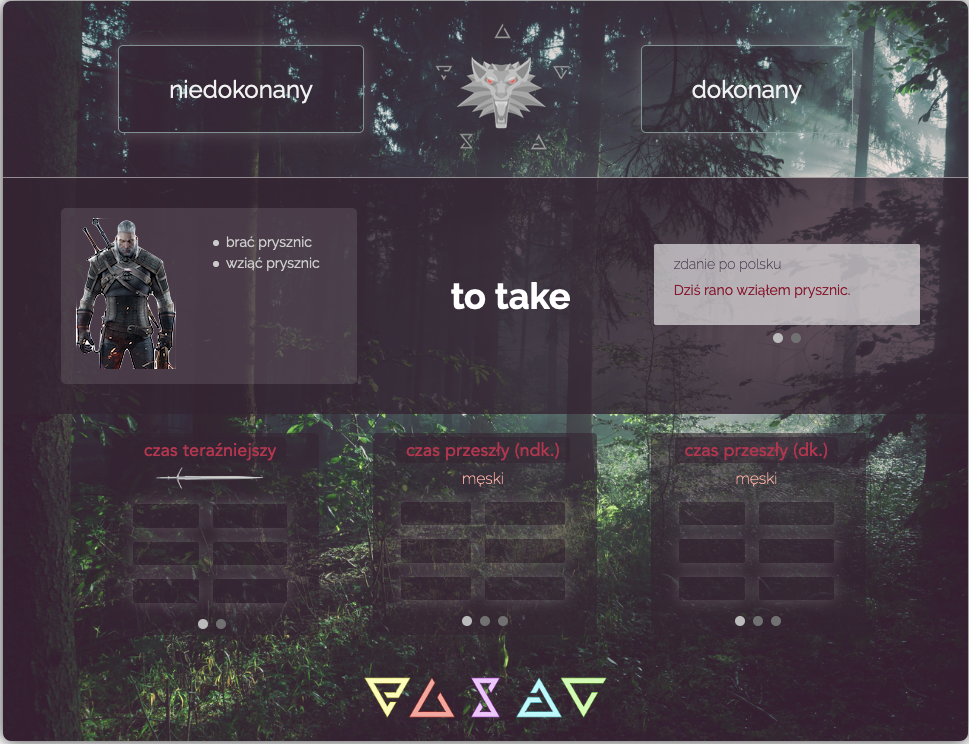 niedokonany
dokonany
brać prysznic
wziąć prysznic
to take
zdanie po polsku
Dziś rano wziąłem prysznic.
czas teraźniejszy
czas przeszły (ndk.)
męski
czas przeszły (dk.)
męski